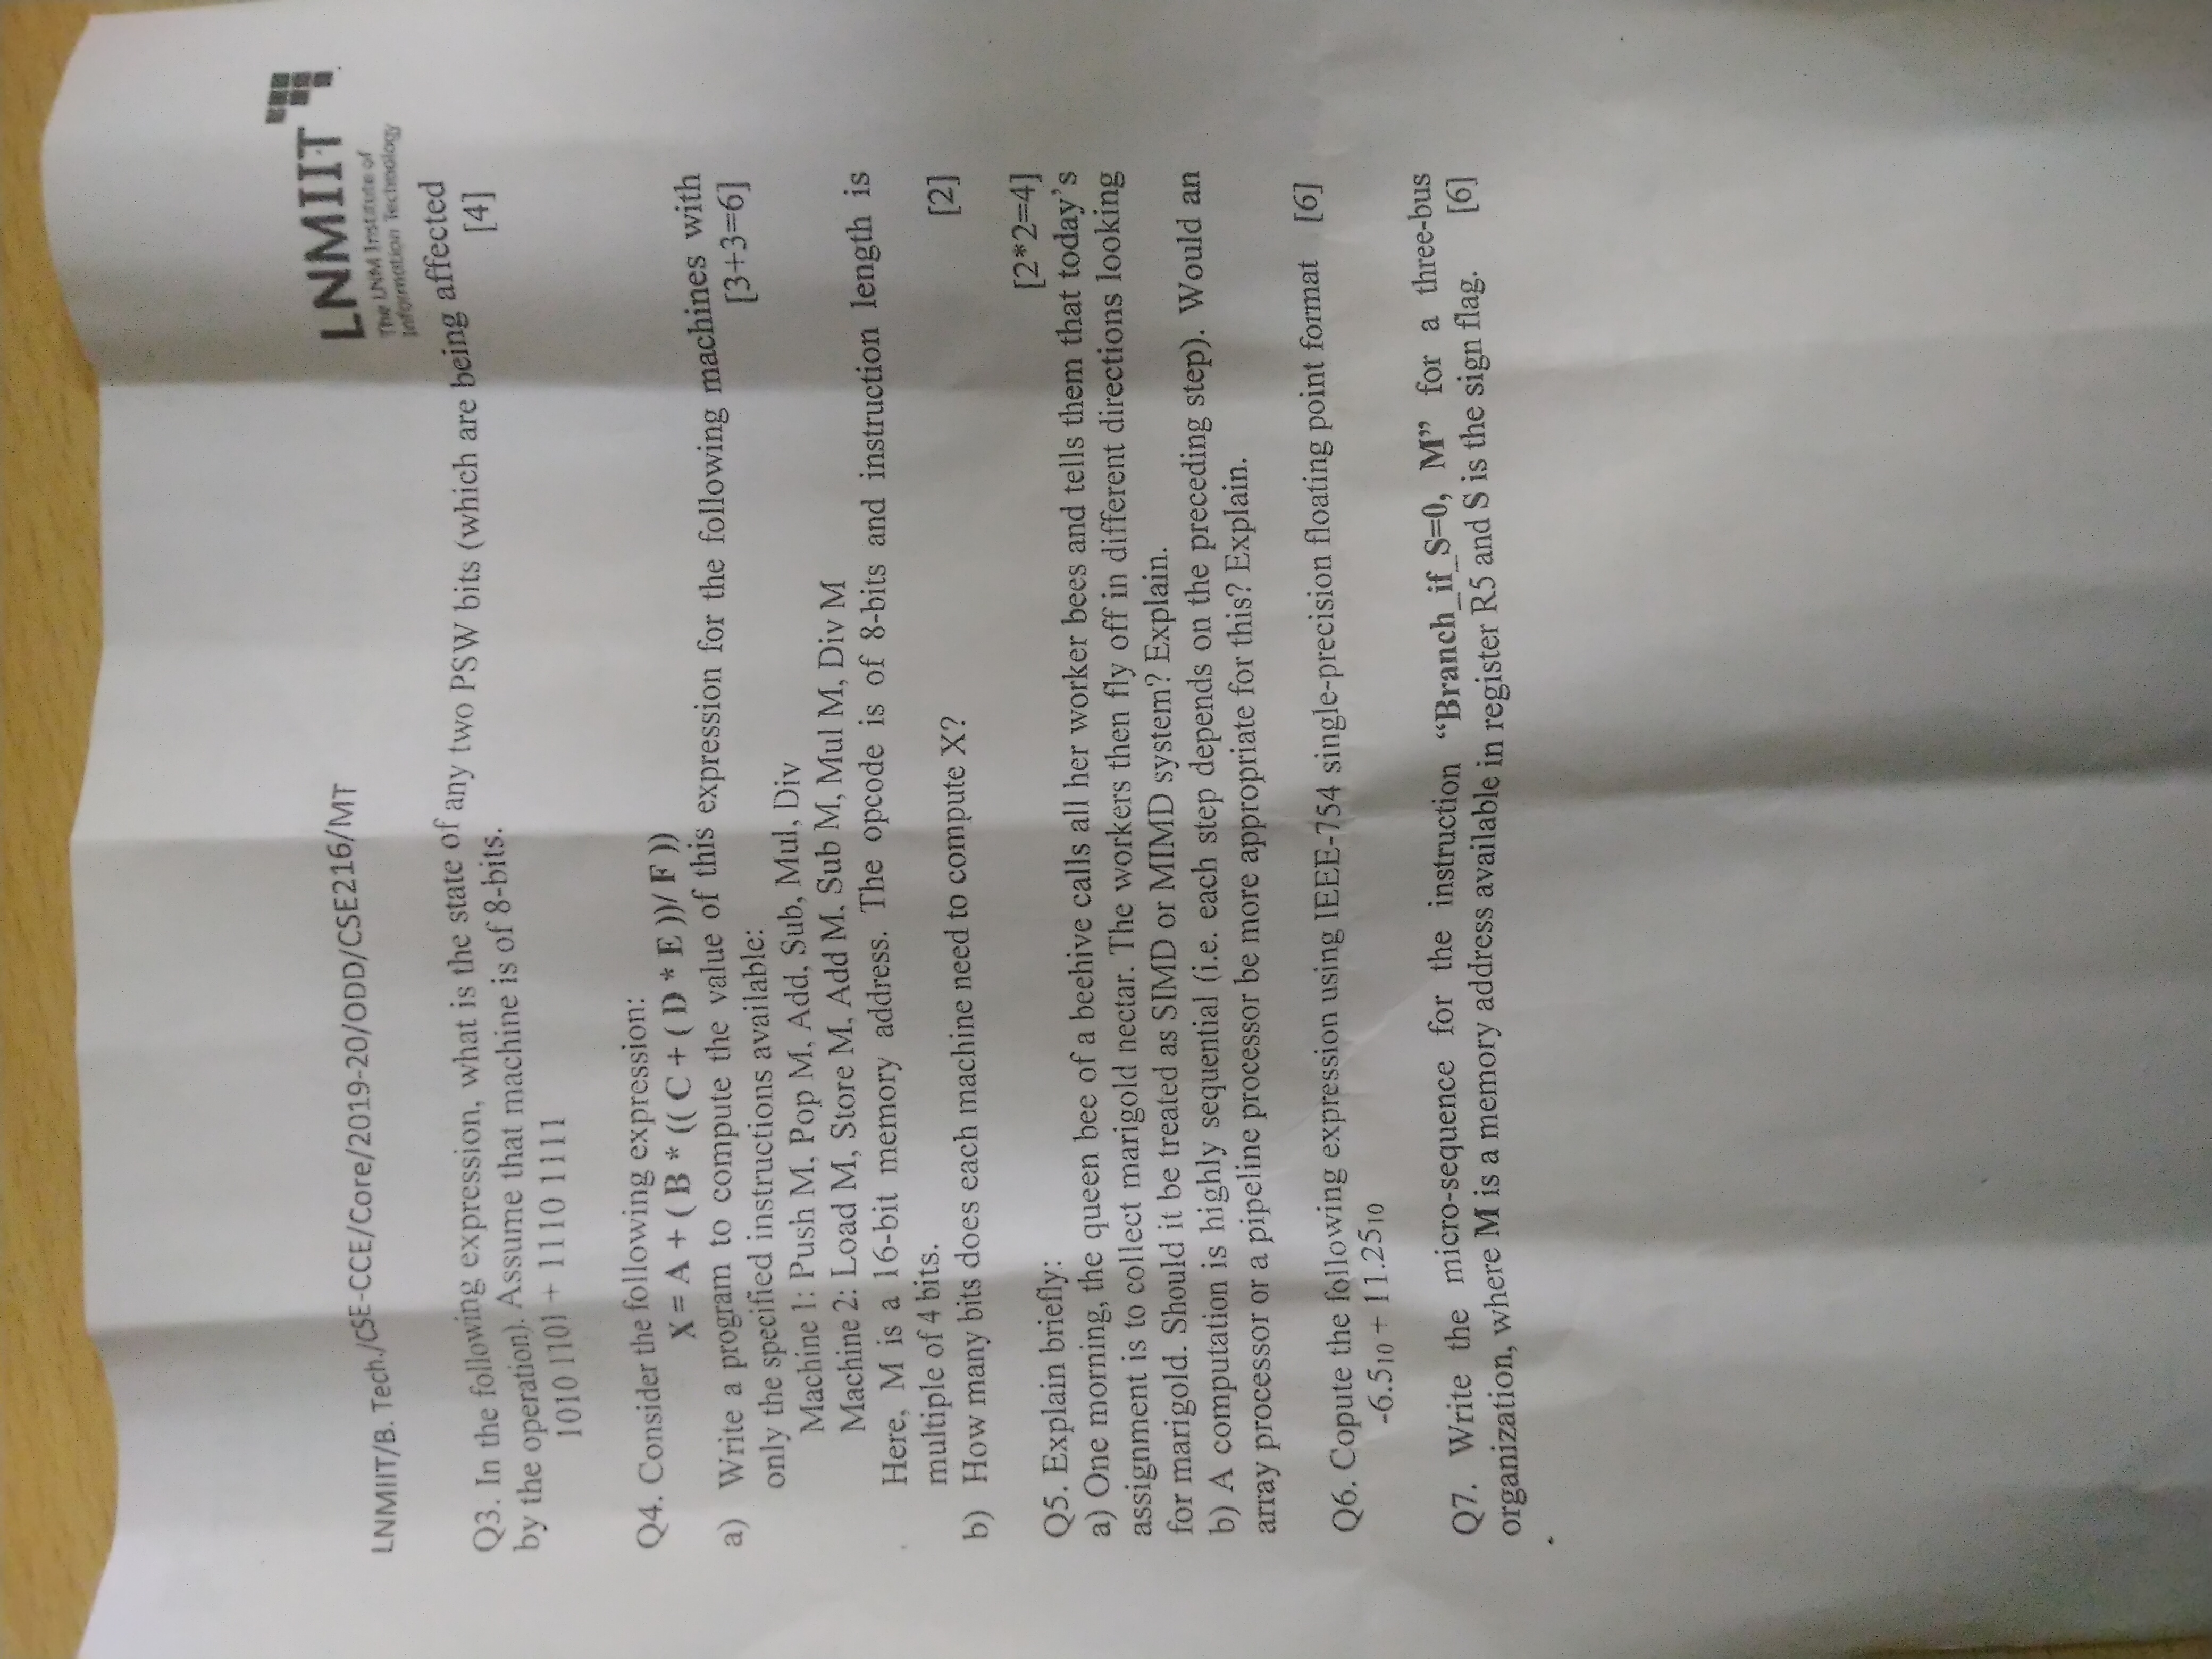 LNMIIT/B. Tech./CSE-CCE/Core/2019-20/ODD/CSE216/MT
LNMIIT
The LNM Institute of
Information Technology
Q3. In the following expression, what is the state of any two PSW bits (which are being affected
by the operation). Assume that machine is of 8-bits. [4]
1010 1101 + 1110 1111
Q4. Consider the following expression:
X = A + ( B * (( C + ( D * E ))/ F ))
a) Write a program to compute the value of this expression for the following machines with
only the specified instructions available: [3+3=6]
Machine 1: Push M, Pop M, Add, Sub, Mul, Div
Machine 2: Load M, Store M, Add M, Sub M, Mul M, Div M
Here, M is a 16-bit memory address. The opcode is of 8-bits and instruction length is
multiple of 4 bits.
b) How many bits does each machine need to compute X? [2]
Q5. Explain briefly: [2*2=4]
a) One morning, the queen bee of a beehive calls all her worker bees and tells them that today's
assignment is to collect marigold nectar. The workers then fly off in different directions looking
for marigold. Should it be treated as SIMD or MIMD system? Explain.
b) A computation is highly sequential (i.e. each step depends on the preceding step). Would an
array processor or a pipeline processor be more appropriate for this? Explain.
Q6. Copute the following expression using IEEE-754 single-precision floating point format [6]
-6.5₁₀ + 11.25₁₀
Q7. Write the micro-sequence for the instruction “Branch_if_S=0, M” for a three-bus
organization, where M is a memory address available in register R5 and S is the sign flag. [6]